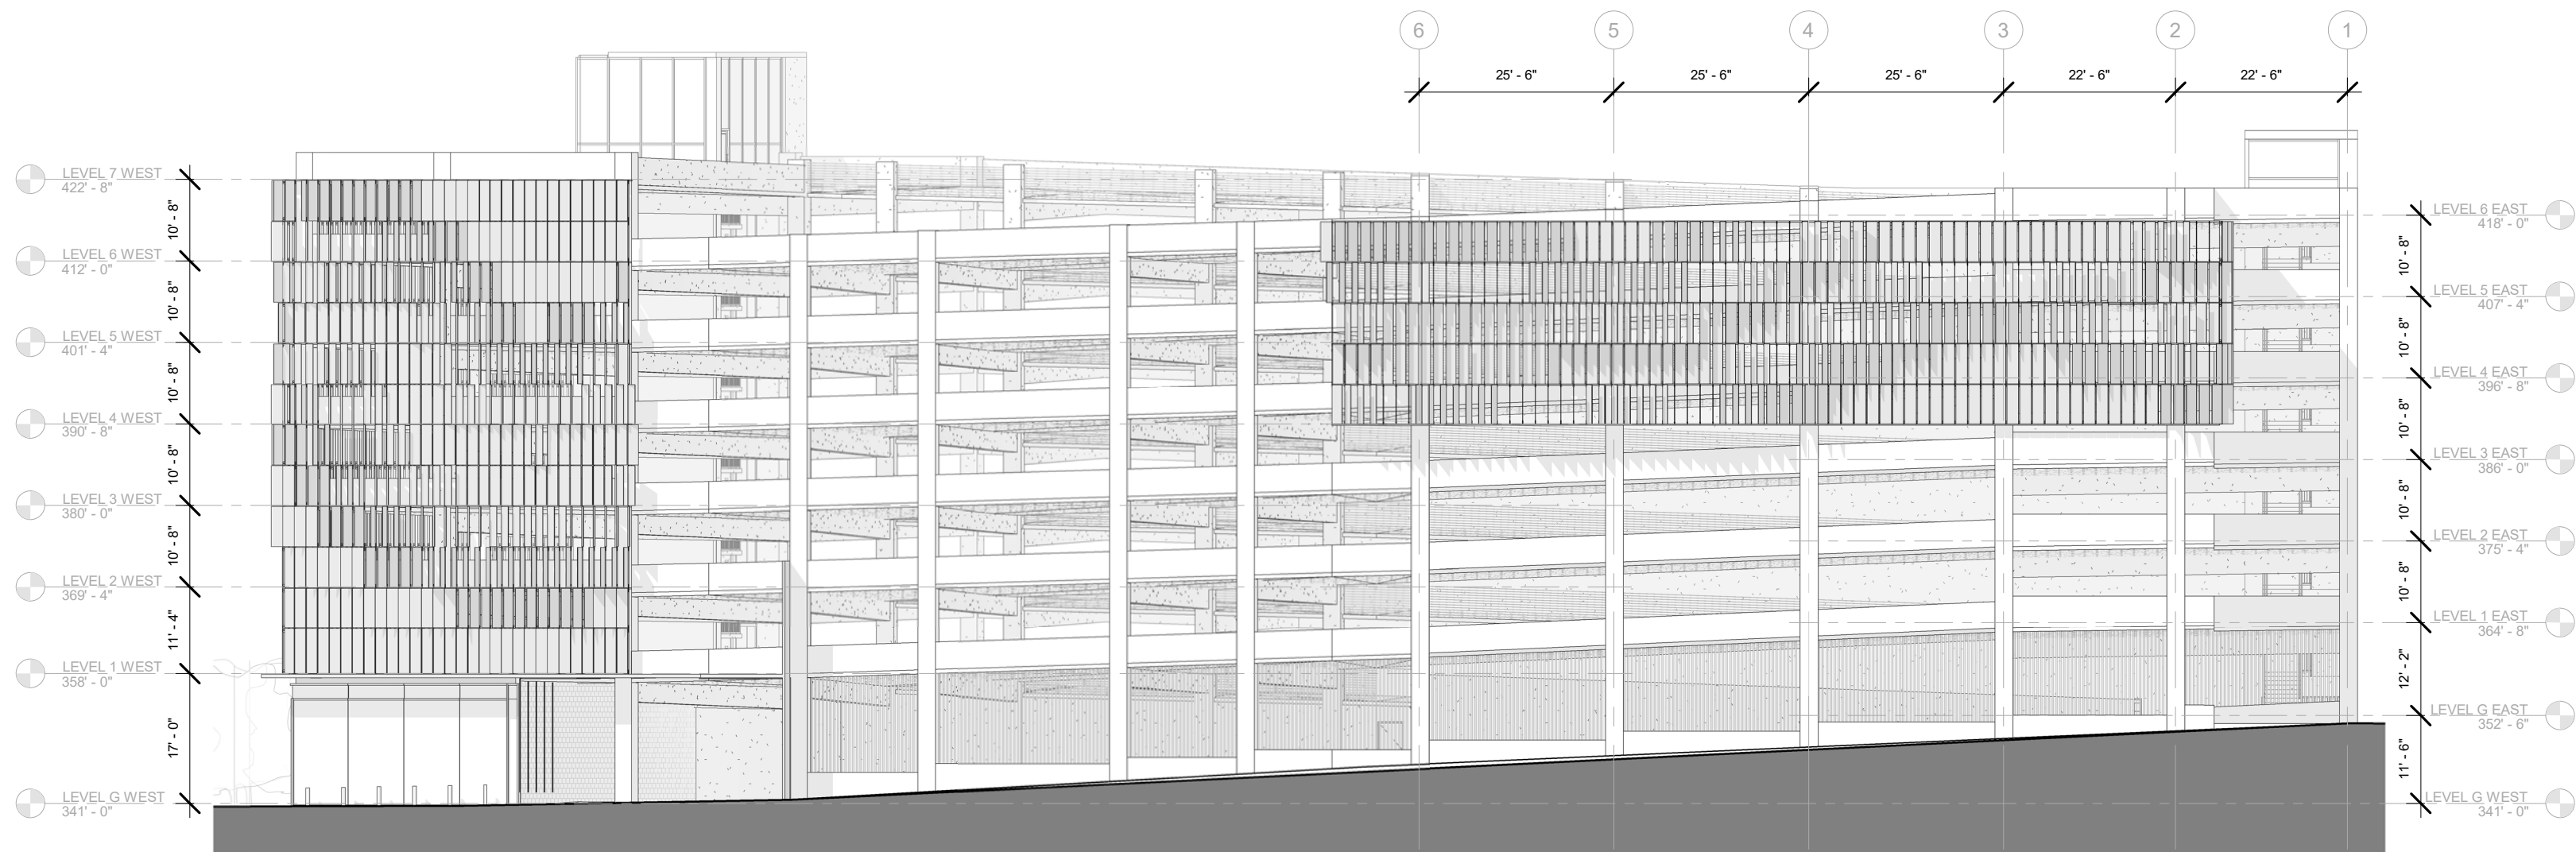 6 5 4 3 2 1
25' - 6" 25' - 6" 25' - 6" 22' - 6" 22' - 6"
LEVEL 7 WEST
422' - 8"
10' - 8"
LEVEL 6 WEST
412' - 0"
10' - 8"
LEVEL 5 WEST
401' - 4"
10' - 8"
LEVEL 4 WEST
390' - 8"
10' - 8"
LEVEL 3 WEST
380' - 0"
10' - 8"
LEVEL 2 WEST
369' - 4"
11' - 4"
LEVEL 1 WEST
358' - 0"
17' - 0"
LEVEL G WEST
341' - 0"
LEVEL 6 EAST
418' - 0"
10' - 8"
LEVEL 5 EAST
407' - 4"
10' - 8"
LEVEL 4 EAST
396' - 8"
10' - 8"
LEVEL 3 EAST
386' - 0"
10' - 8"
LEVEL 2 EAST
375' - 4"
10' - 8"
LEVEL 1 EAST
364' - 8"
12' - 2"
LEVEL G EAST
352' - 6"
11' - 6"
LEVEL G WEST
341' - 0"